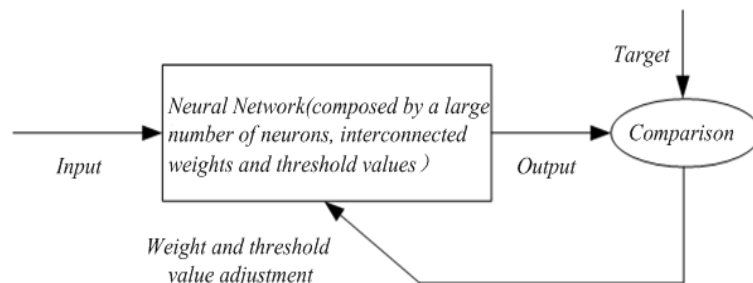 Target
Neural Network(composed by a large
number of neurons, interconnected
weights and threshold values）
Comparison
Input
Output
Weight and threshold
value adjustment